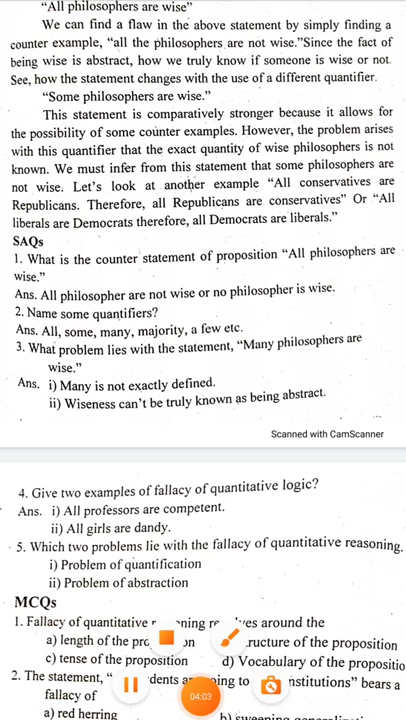 "All philosophers are wise"
We can find a flaw in the above statement by simply finding a
counter example, "all the philosophers are not wise."Since the fact of
being wise is abstract, how we truly know if someone is wise or not.
See, how the statement changes with the use of a different quantifier.
"Some philosophers are wise."
This statement is comparatively stronger because it allows for
the possibility of some counter examples. However, the problem arises
with this quantifier that the exact quantity of wise philosophers is not
known. We must infer from this statement that some philosophers are
not wise. Let's look at another example "All conservatives are
Republicans. Therefore, all Republicans are conservatives" Or "All
liberals are Democrats therefore, all Democrats are liberals."
SAQs
1. What is the counter statement of proposition "All philosophers are
wise."
Ans. All philosopher are not wise or no philosopher is wise.
2. Name some quantifiers?
Ans. All, some, many, majority, a few etc.
3. What problem lies with the statement, "Many philosophers are
wise."
Ans. i) Many is not exactly defined.
ii) Wiseness can't be truly known as being abstract.
Scanned with CamScanner
4. Give two examples of fallacy of quantitative logic?
Ans. i) All professors are competent.
ii) All girls are dandy.
5. Which two problems lie with the fallacy of quantitative reasoning.
i) Problem of quantification
ii) Problem of abstraction
MCQs
1. Fallacy of quantitative around the
a) length of the of the proposition
c) tense of the proposition d) Vocabulary of the propositio
2. The statement, " to bears a
fallacy of
04:03
a) red herring b) sweeping